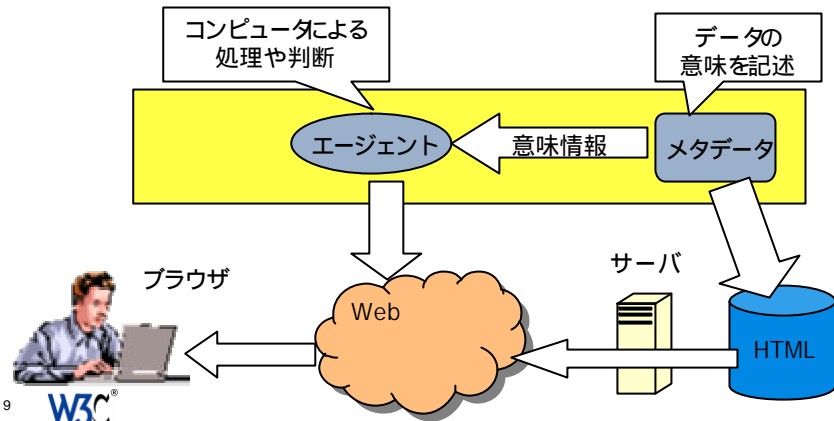 コンピュータによる
処理や判断
データの
意味を記述
エージェント
意味情報
メタデータ
ブラウザ
サーバ
Web
HTML
9
W3C®